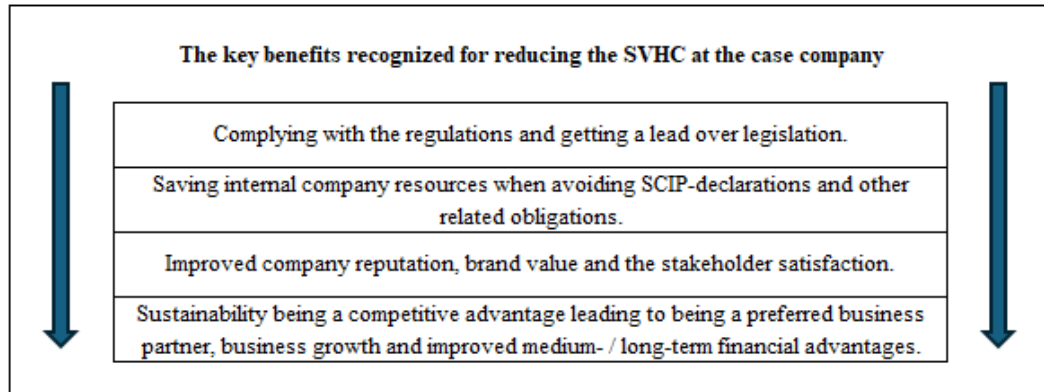 The key benefits recognized for reducing the SVHC at the case company
Complying with the regulations and getting a lead over legislation.
Saving internal company resources when avoiding SCIP-declarations and other
related obligations.
Improved company reputation, brand value and the stakeholder satisfaction.
Sustainability being a competitive advantage leading to being a preferred business
partner, business growth and improved medium- / long-term financial advantages.